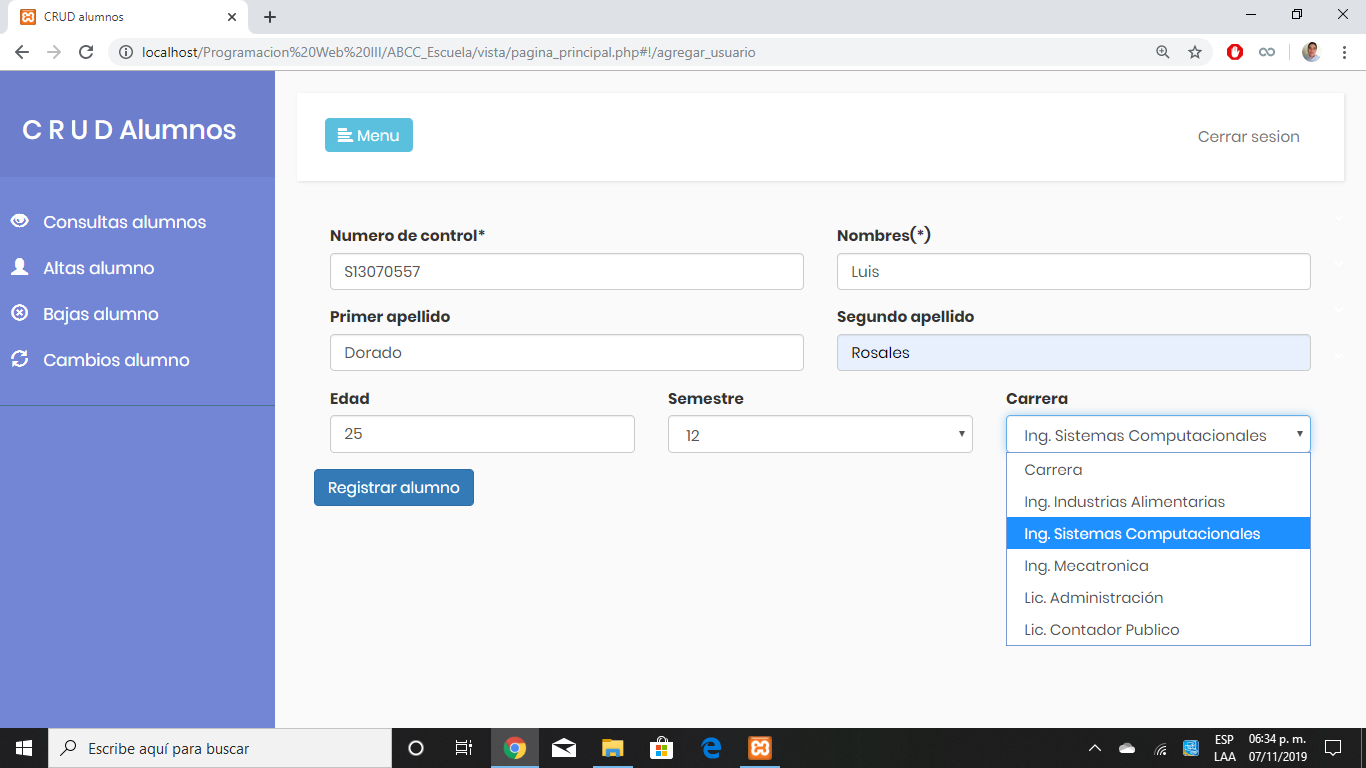 CRUD alumnos
localhost/Programacion%20Web%20III/ABCC_Escuela/vista/pagina_principal.php#!/agregar_usuario
C R U D Alumnos
Menu
Cerrar sesion
Consultas alumnos
Altas alumno
Bajas alumno
Cambios alumno
Numero de control*
Nombres(*)
S13070557
Luis
Primer apellido
Segundo apellido
Dorado
Rosales
Edad
Semestre
Carrera
25
12
Ing. Sistemas Computacionales
Registrar alumno
Carrera
Ing. Industrias Alimentarias
Ing. Sistemas Computacionales
Ing. Mecatronica
Lic. Administración
Lic. Contador Publico
Escribe aquí para buscar
ESP
LAA
06:34 p. m.
07/11/2019